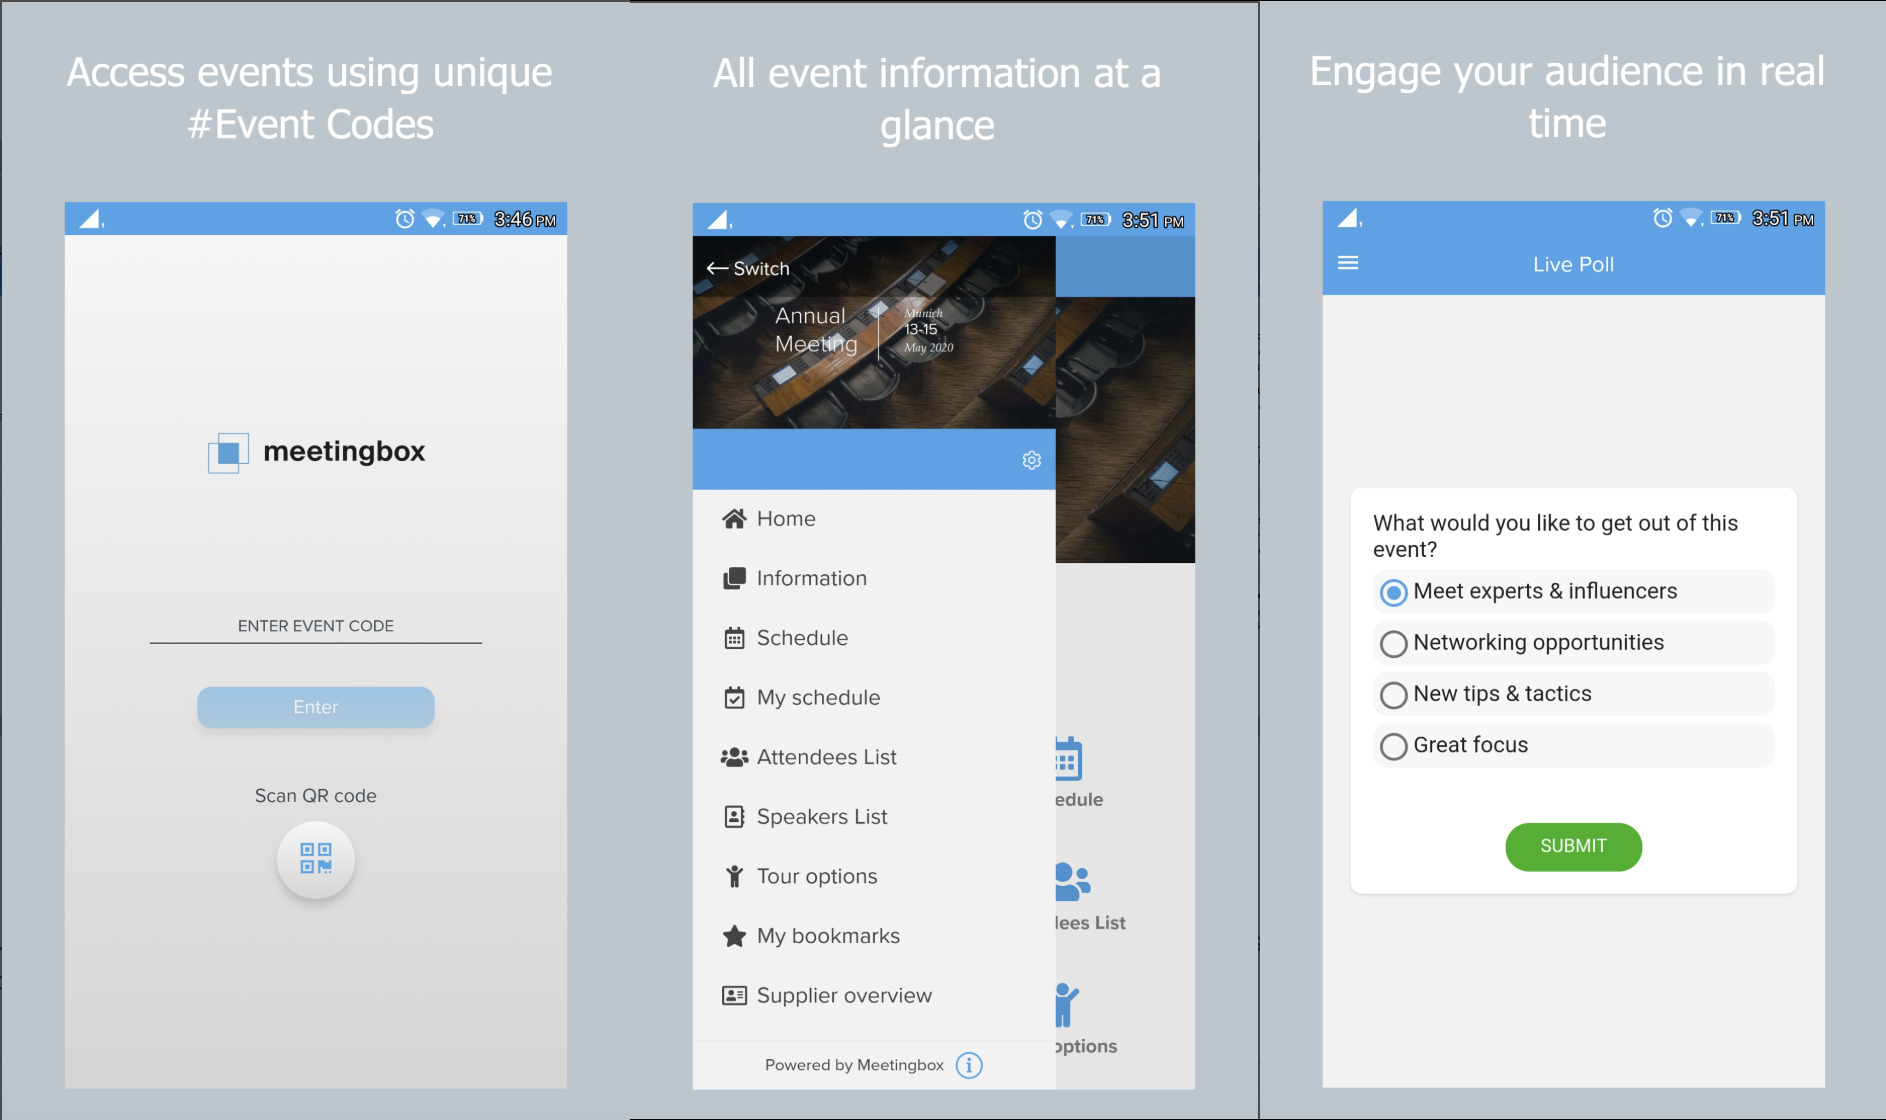 Access events using unique
#Event Codes
71% 3:46 PM
meetingbox
ENTER EVENT CODE
Enter
Scan QR code
All event information at a
glance
71% 3:51 PM
Switch
Annual
Meeting
Munich
13-15
May 2020
Home
Information
Schedule
My schedule
Attendees List
Speakers List
Tour options
My bookmarks
Supplier overview
Powered by Meetingbox
edule
lees List
options
Engage your audience in real
time
71% 3:51 PM
Live Poll
What would you like to get out of this
event?
Meet experts & influencers
Networking opportunities
New tips & tactics
Great focus
SUBMIT